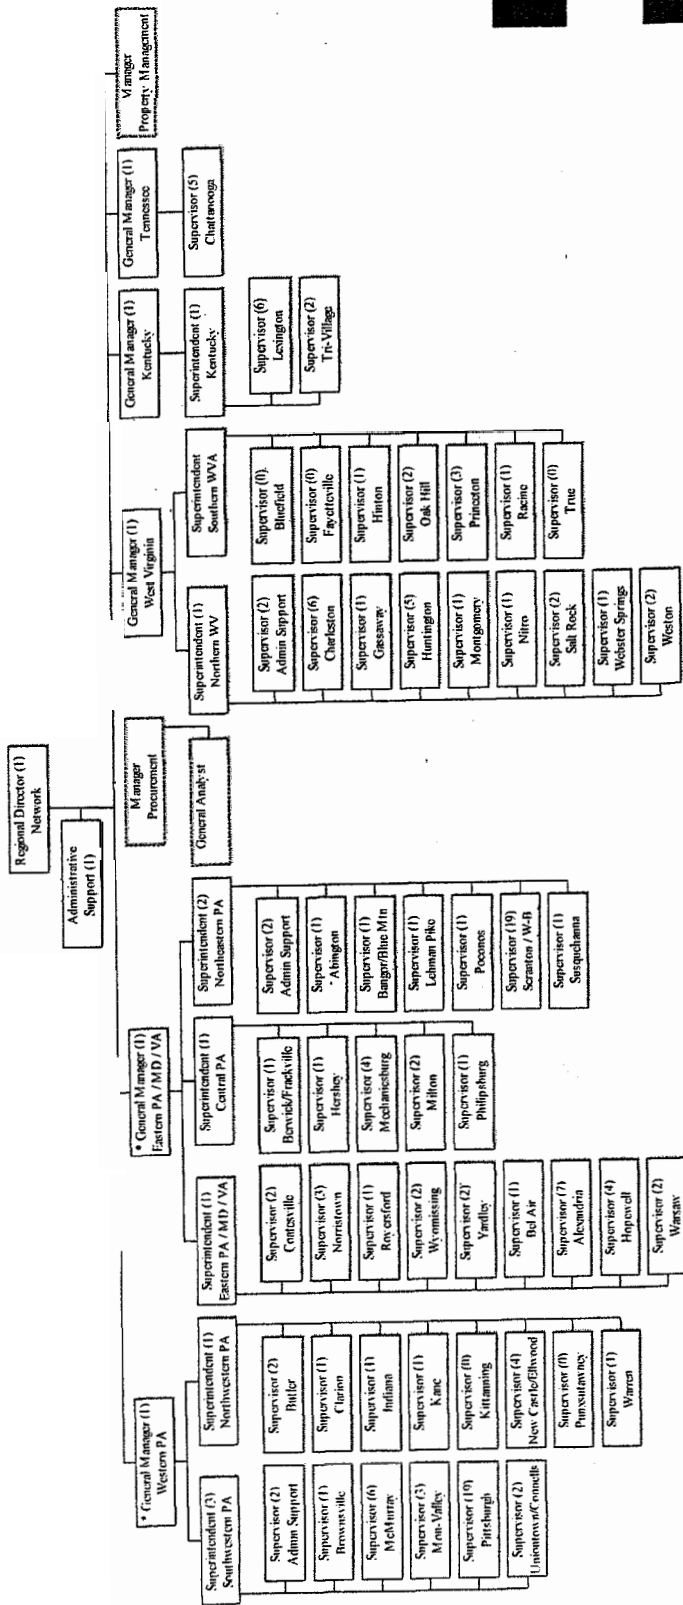 Regional Director (1)
Network
Administrative
Support (1)
* General Manager (1)
Western PA
Superintendent (3)
Southwestern PA
Supervisor (2)
Admin Support
Supervisor (1)
Brownsville
Supervisor (6)
McMurray
Supervisor (3)
Mon-Valley
Supervisor (19)
Pittsburgh
Supervisor (2)
Uniontown/Connells
Superintendent (1)
Northwestern PA
Supervisor (2)
Butler
Supervisor (1)
Clarion
Supervisor (1)
Indiana
Supervisor (1)
Kane
Supervisor (0)
Kittanning
Supervisor (4)
New Castle/Ellwood
Supervisor (0)
Punxsutawney
Supervisor (1)
Warren
* General Manager (1)
Eastern PA / MD / VA
Superintendent (1)
Eastern PA / MD / VA
Supervisor (2)
Coatesville
Supervisor (3)
Norristown
Supervisor (1)
Royersford
Supervisor (2)
Wyomissing
Supervisor (2)
Yardley
Supervisor (1)
Bel Air
Supervisor (7)
Alexandria
Supervisor (4)
Hopewell
Supervisor (2)
Warsaw
Superintendent (1)
Central PA
Supervisor (1)
Berwick/Frackville
Supervisor (1)
Hershey
Supervisor (4)
Mechanicsburg
Supervisor (2)
Milton
Supervisor (1)
Philipsburg
Superintendent (2)
Northeastern PA
Supervisor (2)
Admin Support
Supervisor (1)
Abington
Supervisor (1)
Bangor/Blue Mtn
Supervisor (1)
Lehman Pike
Supervisor (1)
Poconos
Supervisor (19)
Scranton / W-B
Supervisor (1)
Susquehanna
Manager
Procurement
General Analyst
General Manager (1)
West Virginia
Superintendent (1)
Northern WV
Supervisor (2)
Admin Support
Supervisor (6)
Charleston
Supervisor (1)
Gassaway
Supervisor (5)
Huntington
Supervisor (1)
Montgomery
Supervisor (1)
Nitro
Supervisor (2)
Salt Rock
Supervisor (1)
Webster Springs
Supervisor (2)
Weston
Superintendent
Southern WVA
Supervisor (0)
Bluefield
Supervisor (0)
Fayetteville
Supervisor (1)
Hinton
Supervisor (2)
Oak Hill
Supervisor (3)
Princeton
Supervisor (1)
Racine
Supervisor (0)
True
General Manager (1)
Kentucky
Superintendent (1)
Kentucky
Supervisor (6)
Lexington
Supervisor (2)
Tri-Village
General Manager (1)
Tennessee
Supervisor (5)
Chattanooga
Manager
Property Management